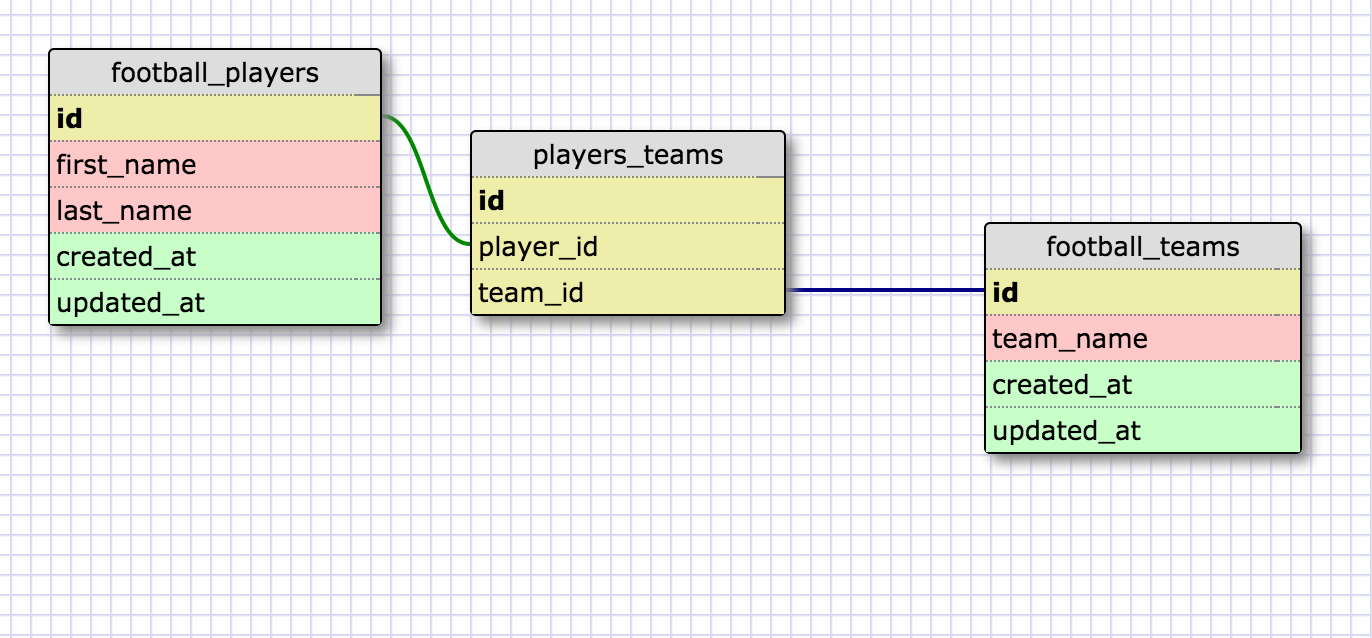 football_players
id
first_name
last_name
created_at
updated_at
players_teams
id
player_id
team_id
football_teams
id
team_name
created_at
updated_at